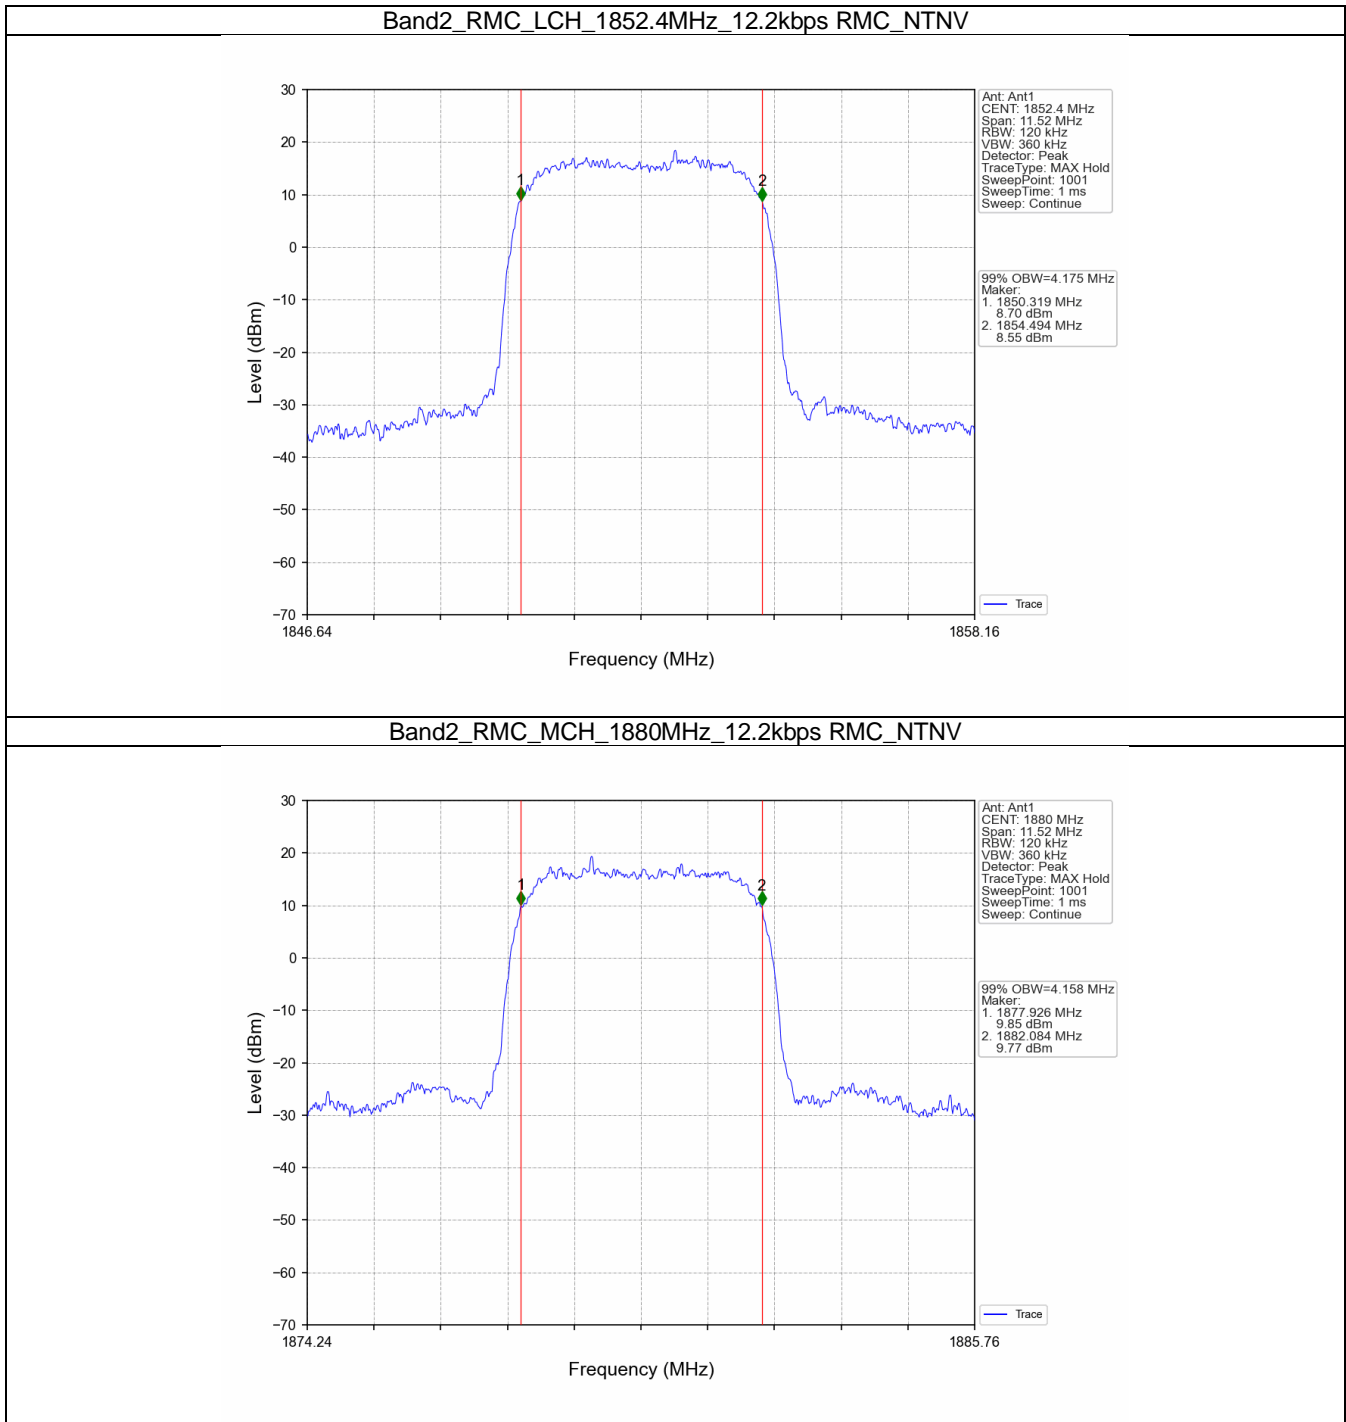 Band2_RMC_LCH_1852.4MHz_12.2kbps RMC_NTNV
30
20
10
0
−10
−20
−30
−40
−50
−60
−70
Level (dBm)
1
2
1846.64
1858.16
Frequency (MHz)
Ant: Ant1
CENT: 1852.4 MHz
Span: 11.52 MHz
RBW: 120 kHz
VBW: 360 kHz
Detector: Peak
TraceType: MAX Hold
SweepPoint: 1001
SweepTime: 1 ms
Sweep: Continue
99% OBW=4.175 MHz
Maker:
1. 1850.319 MHz
8.70 dBm
2. 1854.494 MHz
8.55 dBm
Trace
Band2_RMC_MCH_1880MHz_12.2kbps RMC_NTNV
30
20
10
0
−10
−20
−30
−40
−50
−60
−70
Level (dBm)
1
2
1874.24
1885.76
Frequency (MHz)
Ant: Ant1
CENT: 1880 MHz
Span: 11.52 MHz
RBW: 120 kHz
VBW: 360 kHz
Detector: Peak
TraceType: MAX Hold
SweepPoint: 1001
SweepTime: 1 ms
Sweep: Continue
99% OBW=4.158 MHz
Maker:
1. 1877.926 MHz
9.85 dBm
2. 1882.084 MHz
9.77 dBm
Trace